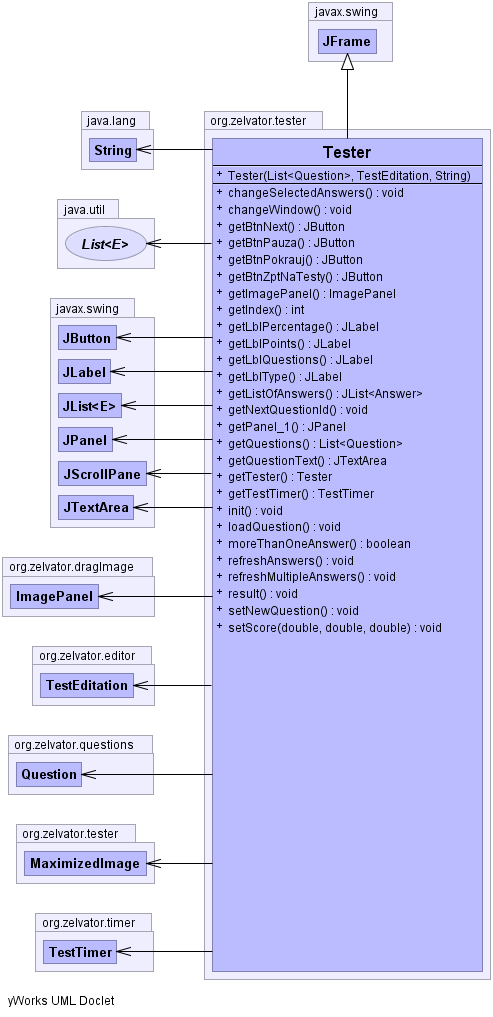 javax.swing
JFrame
java.lang
String
org.zelvator.tester
Tester
+ Tester(List<Question>, TestEditation, String)
+ changeSelectedAnswers() : void
+ changeWindow() : void
+ getBtnNext() : JButton
+ getBtnPauza() : JButton
+ getBtnPokrauj() : JButton
+ getBtnZptNaTesty() : JButton
+ getImagePanel() : ImagePanel
+ getIndex() : int
+ getLblPercentage() : JLabel
+ getLblPoints() : JLabel
+ getLblQuestions() : JLabel
+ getLblType() : JLabel
+ getListOfAnswers() : JList<Answer>
+ getNextQuestionId() : void
+ getPanel_1() : JPanel
+ getQuestions() : List<Question>
+ getQuestionText() : JTextArea
+ getTester() : Tester
+ getTestTimer() : TestTimer
+ init() : void
+ loadQuestion() : void
+ moreThanOneAnswer() : boolean
+ refreshAnswers() : void
+ refreshMultipleAnswers() : void
+ result() : void
+ setNewQuestion() : void
+ setScore(double, double, double) : void
java.util
List<E>
javax.swing
JButton
JLabel
JList<E>
JPanel
JScrollPane
JTextArea
org.zelvator.dragImage
ImagePanel
org.zelvator.editor
TestEditation
org.zelvator.questions
Question
org.zelvator.tester
MaximizedImage
org.zelvator.timer
TestTimer
yWorks UML Doclet